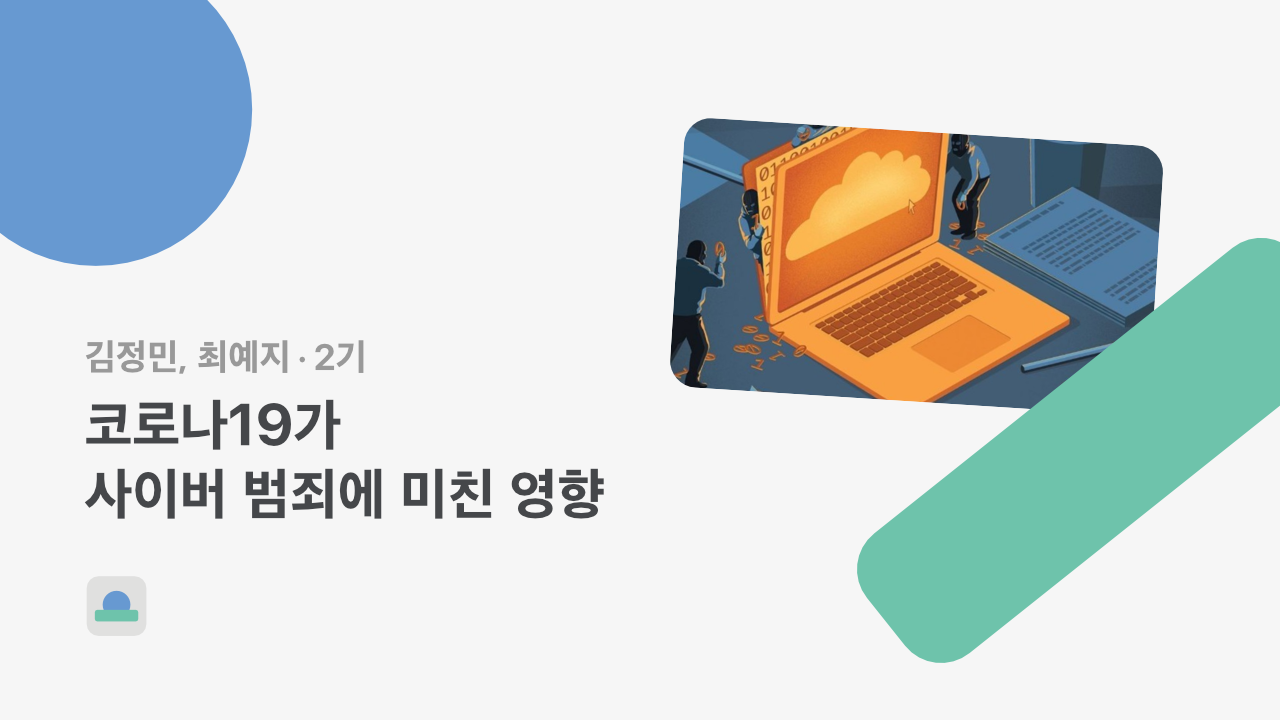 김정민, 최예지 · 2기
코로나19가
사이버 범죄에 미친 영향